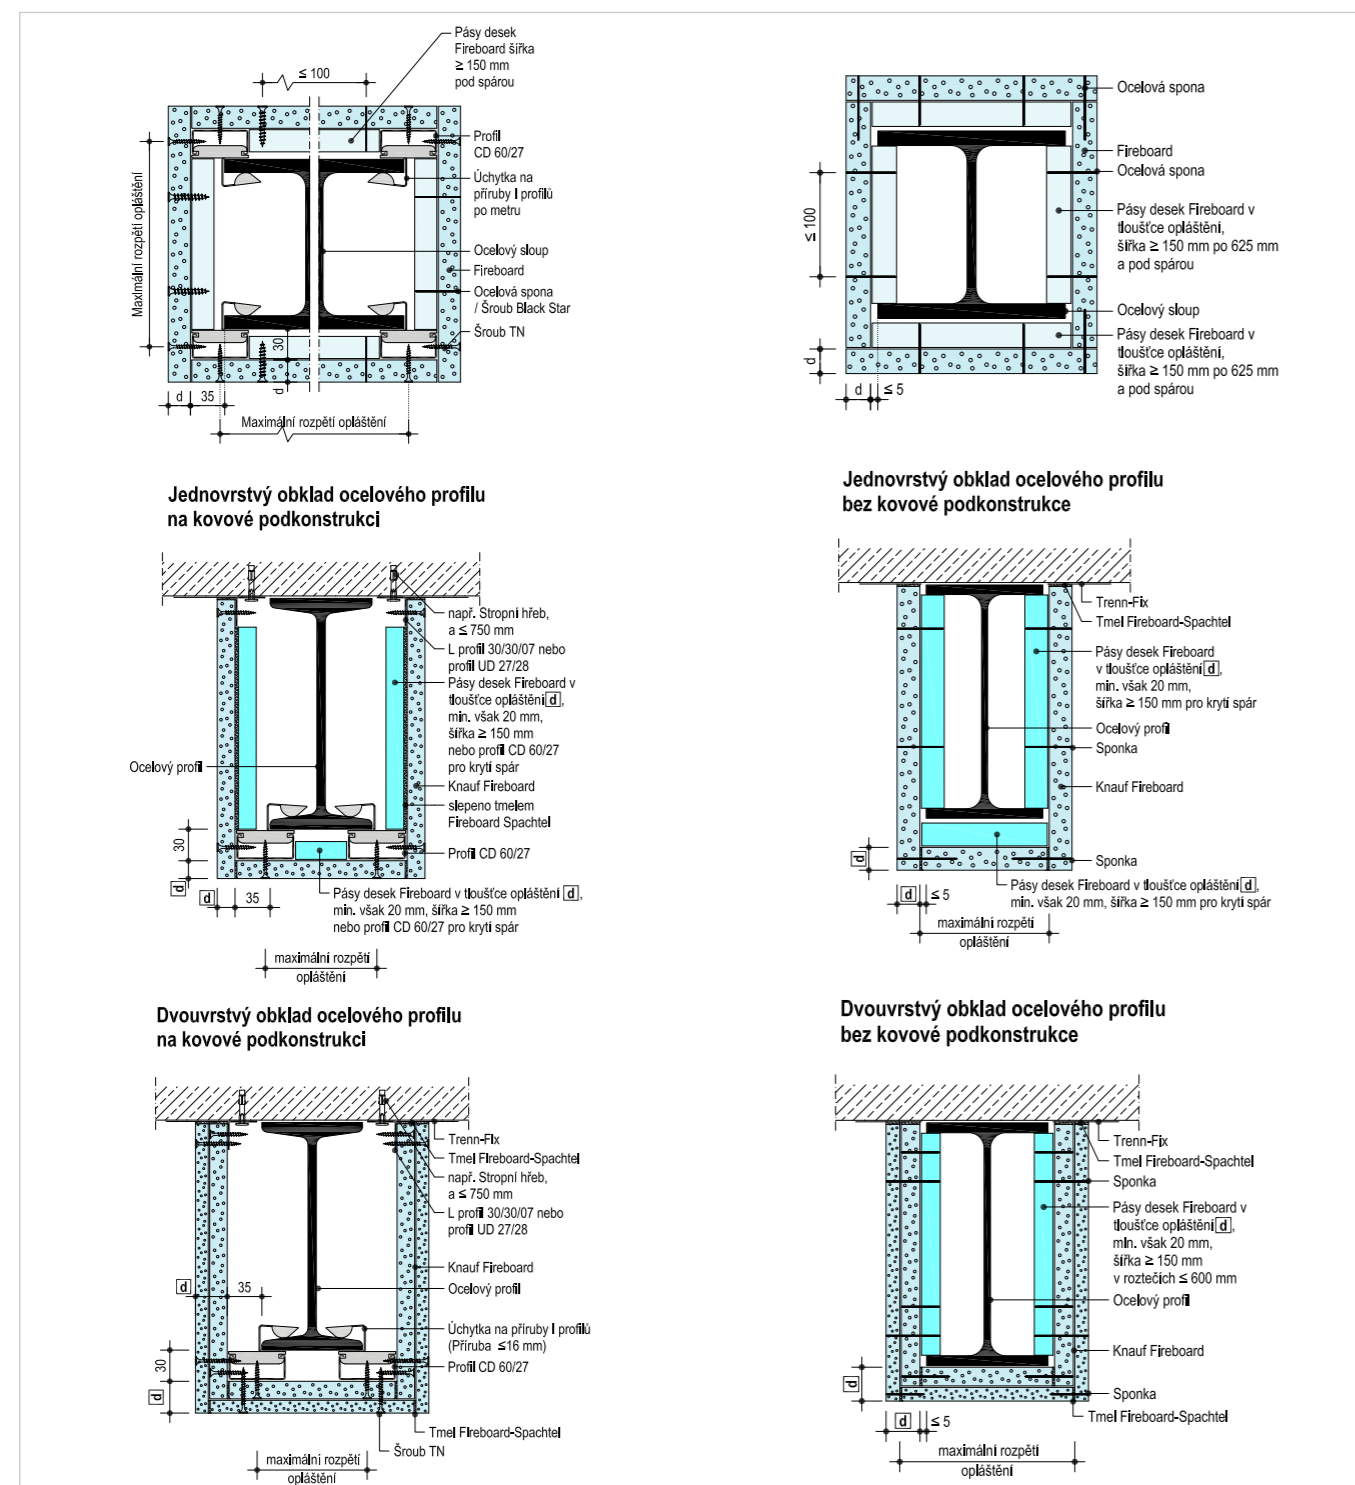 Pásy desek
Fireboard šířka
≥ 150 mm
pod spárou
≤ 100
Profil
CD 60/27
Úchytka na
příruby I profilů
po metru
Ocelový sloup
Fireboard
Ocelová spona
/ Šroub Black Star
Šroub TN
Maximální rozpětí opláštění
30
d
d
35
Maximální rozpětí opláštění
Ocelová spona
Fireboard
Ocelová spona
Pásy desek Fireboard v
tloušťce opláštění,
šířka ≥ 150 mm po 625 mm
a pod spárou
Ocelový sloup
Pásy desek Fireboard v
tloušťce opláštění,
šířka ≥ 150 mm po 625 mm
a pod spárou
≤ 100
d
d
≤ 5
Jednovrstvý obklad ocelového profilu
na kovové podkonstrukci
např. Stropní hřeb,
a ≤ 750 mm
L profil 30/30/07 nebo
profil UD 27/28
Pásy desek Fireboard v
tloušťce opláštění d,
min. však 20 mm,
šířka ≥ 150 mm
nebo profil CD 60/27
pro krytí spár
Ocelový profil
Knauf Fireboard
slepeno tmelem
Fireboard Spachtel
Profil CD 60/27
30
d
d
35
Pásy desek Fireboard v tloušťce opláštění d,
min. však 20 mm, šířka ≥ 150 mm
nebo profil CD 60/27 pro krytí spár
maximální rozpětí
opláštění
Jednovrstvý obklad ocelového profilu
bez kovové podkonstrukce
Trenn-Fix
Tmel Fireboard-Spachtel
Pásy desek Fireboard
v tloušťce opláštění d,
min. však 20 mm,
šířka ≥ 150 mm pro krytí spár
Ocelový profil
Sponka
Knauf Fireboard
Sponka
d
d
≤ 5
Pásy desek Fireboard v tloušťce opláštění d,
min. však 20 mm, šířka ≥ 150 mm pro krytí spár
maximální rozpětí
opláštění
Dvouvrstvý obklad ocelového profilu
na kovové podkonstrukci
Trenn-Fix
Tmel Fireboard-Spachtel
např. Stropní hřeb,
a ≤ 750 mm
L profil 30/30/07 nebo
profil UD 27/28
Knauf Fireboard
Ocelový profil
Úchytka na příruby I profilů
(Příruba ≤16 mm)
Profil CD 60/27
d
35
30
d
Tmel Fireboard-Spachtel
Šroub TN
maximální rozpětí
opláštění
Dvouvrstvý obklad ocelového profilu
bez kovové podkonstrukce
Trenn-Fix
Tmel Fireboard-Spachtel
Sponka
Pásy desek Fireboard v
tloušťce opláštění d,
min. však 20 mm,
šířka ≥ 150 mm
v roztečích ≤ 600 mm
Ocelový profil
Knauf Fireboard
Sponka
Tmel Fireboard-Spachtel
d
d
≤ 5
maximální rozpětí
opláštění